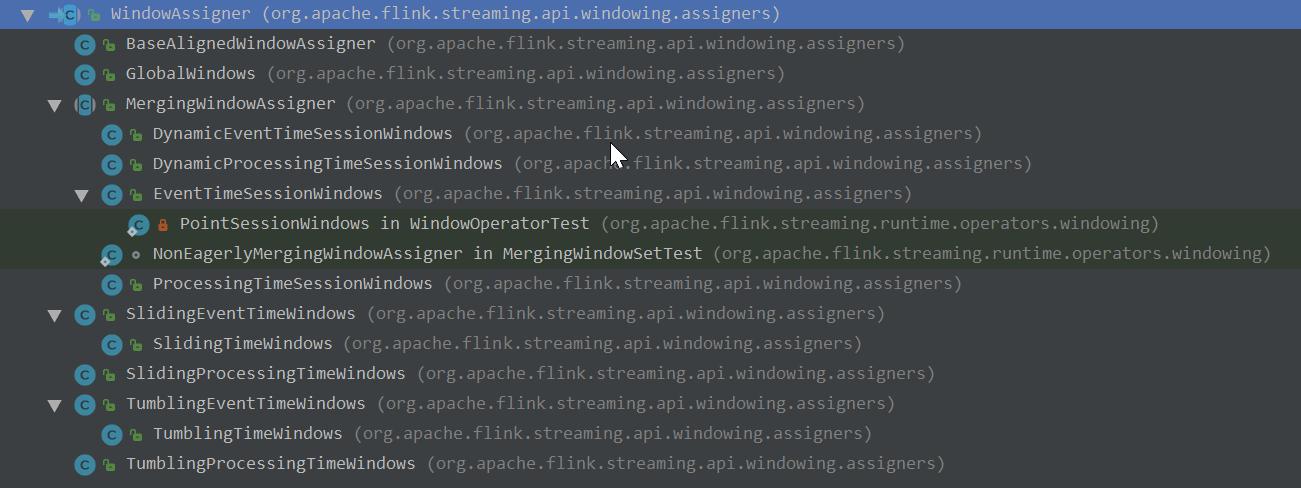 WindowAssigner (org.apache.flink.streaming.api.windowing.assigners)
BaseAlignedWindowAssigner (org.apache.flink.streaming.api.windowing.assigners)
GlobalWindows (org.apache.flink.streaming.api.windowing.assigners)
MergingWindowAssigner (org.apache.flink.streaming.api.windowing.assigners)
DynamicEventTimeSessionWindows (org.apache.flink.streaming.api.windowing.assigners)
DynamicProcessingTimeSessionWindows (org.apache.flink.streaming.api.windowing.assigners)
EventTimeSessionWindows (org.apache.flink.streaming.api.windowing.assigners)
PointSessionWindows in WindowOperatorTest (org.apache.flink.streaming.runtime.operators.windowing)
NonEagerlyMergingWindowAssigner in MergingWindowSetTest (org.apache.flink.streaming.runtime.operators.windowing)
ProcessingTimeSessionWindows (org.apache.flink.streaming.api.windowing.assigners)
SlidingEventTimeWindows (org.apache.flink.streaming.api.windowing.assigners)
SlidingTimeWindows (org.apache.flink.streaming.api.windowing.assigners)
SlidingProcessingTimeWindows (org.apache.flink.streaming.api.windowing.assigners)
TumblingEventTimeWindows (org.apache.flink.streaming.api.windowing.assigners)
TumblingTimeWindows (org.apache.flink.streaming.api.windowing.assigners)
TumblingProcessingTimeWindows (org.apache.flink.streaming.api.windowing.assigners)